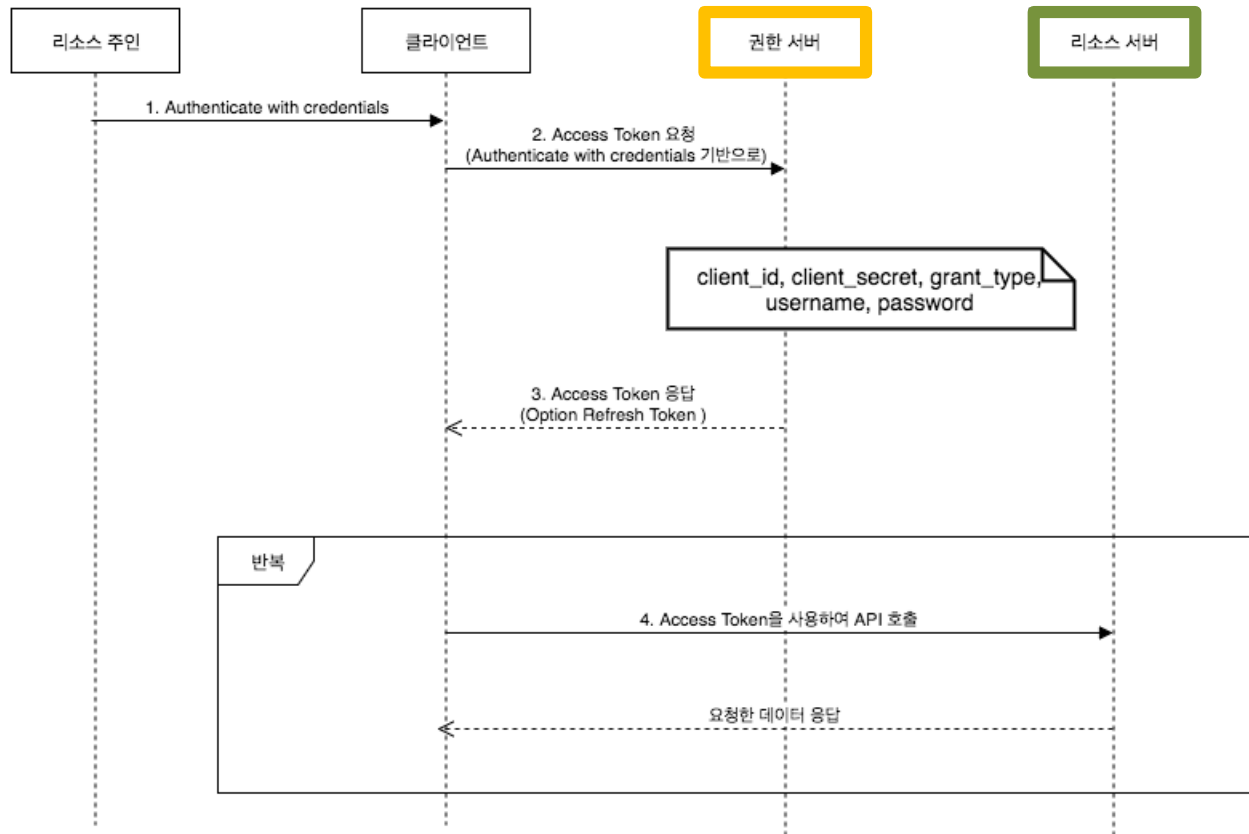 리소스 주인
클라이언트
권한 서버
리소스 서버
1. Authenticate with credentials
2. Access Token 요청
(Authenticate with credentials 기반으로)
client_id, client_secret, grant_type,
username, password
3. Access Token 응답
(Option Refresh Token )
반복
4. Access Token을 사용하여 API 호출
요청한 데이터 응답